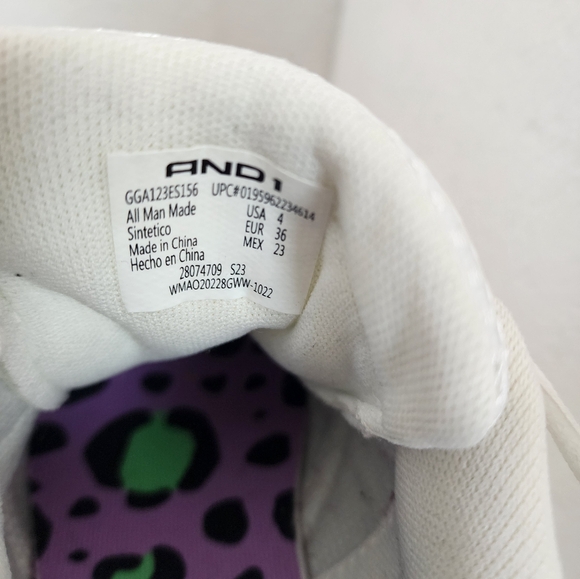 AND1
GGA123ES156 UPC#0195962234614
All Man Made USA 4
Sintetico EUR 36
Made in China MEX 23
Hecho en China
28074709 S23
WMAO20228GWW-1022